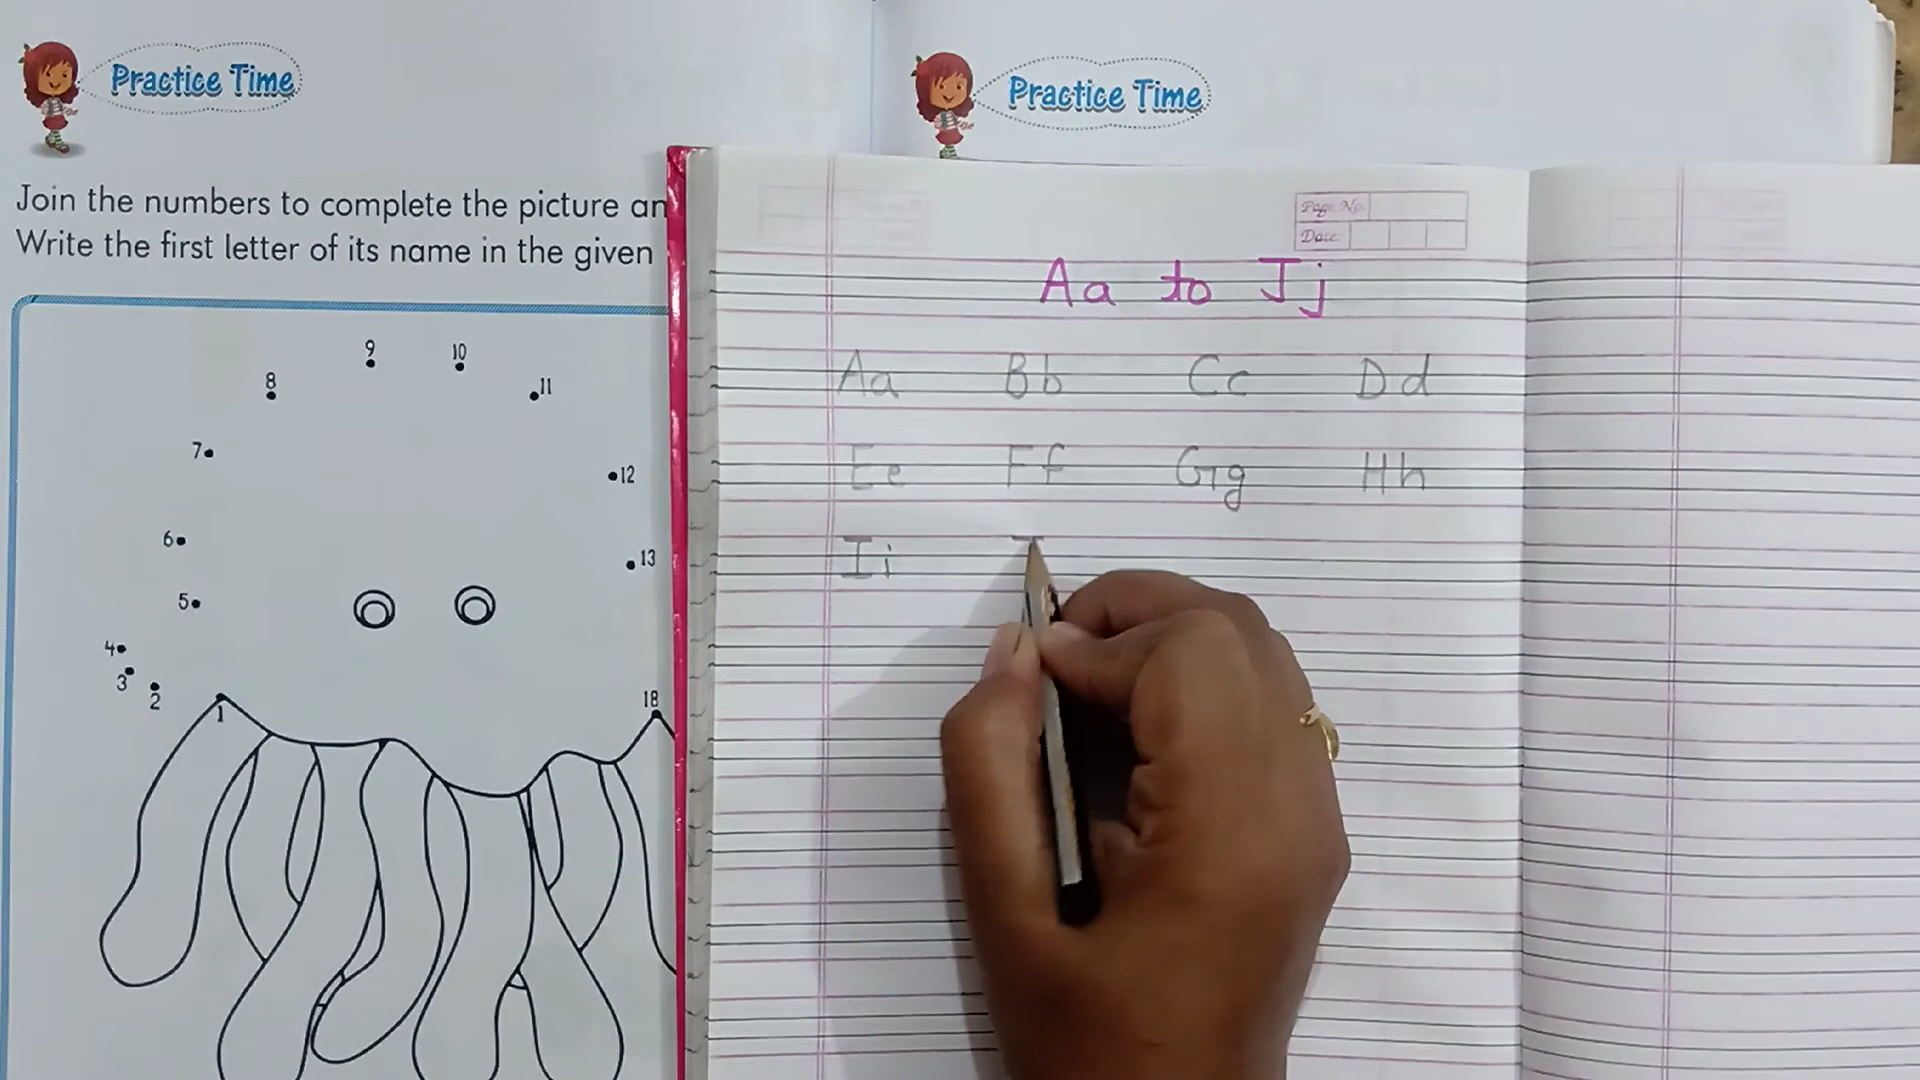 Practice Time
Practice Time
Join the numbers to complete the picture an
Write the first letter of its name in the given
9
10
8
11
7
12
6
13
5
4
3
2
1
18
Page No.
Date:
Aa to Jj
Aa Bb Cc Dd
Ee Ff Gg Hh
Ii